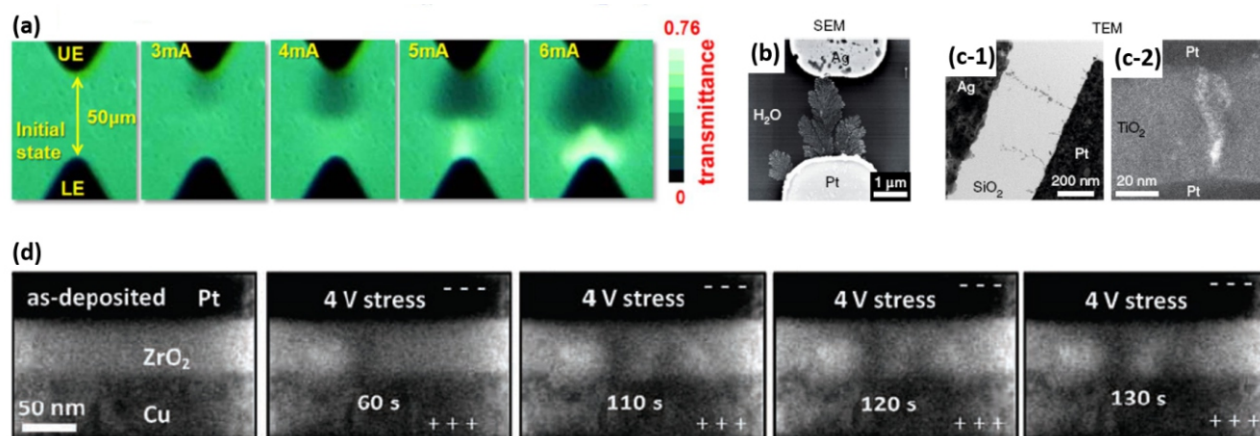 (a)
UE
50µm
Initial
state
LE
3mA
4mA
5mA
6mA
0.76
transmittance
0
SEM
(b)
Ag
H₂O
Pt
1 µm
TEM
(c-1)
Ag
Pt
SiO₂
200 nm
(c-2)
Pt
TiO₂
20 nm
Pt
(d)
as-deposited Pt
ZrO₂
50 nm
Cu
4 V stress
- - -
60 s
+ + +
4 V stress
- - -
110 s
+ + +
4 V stress
- - -
120 s
+ + +
4 V stress
- - -
130 s
+ + +